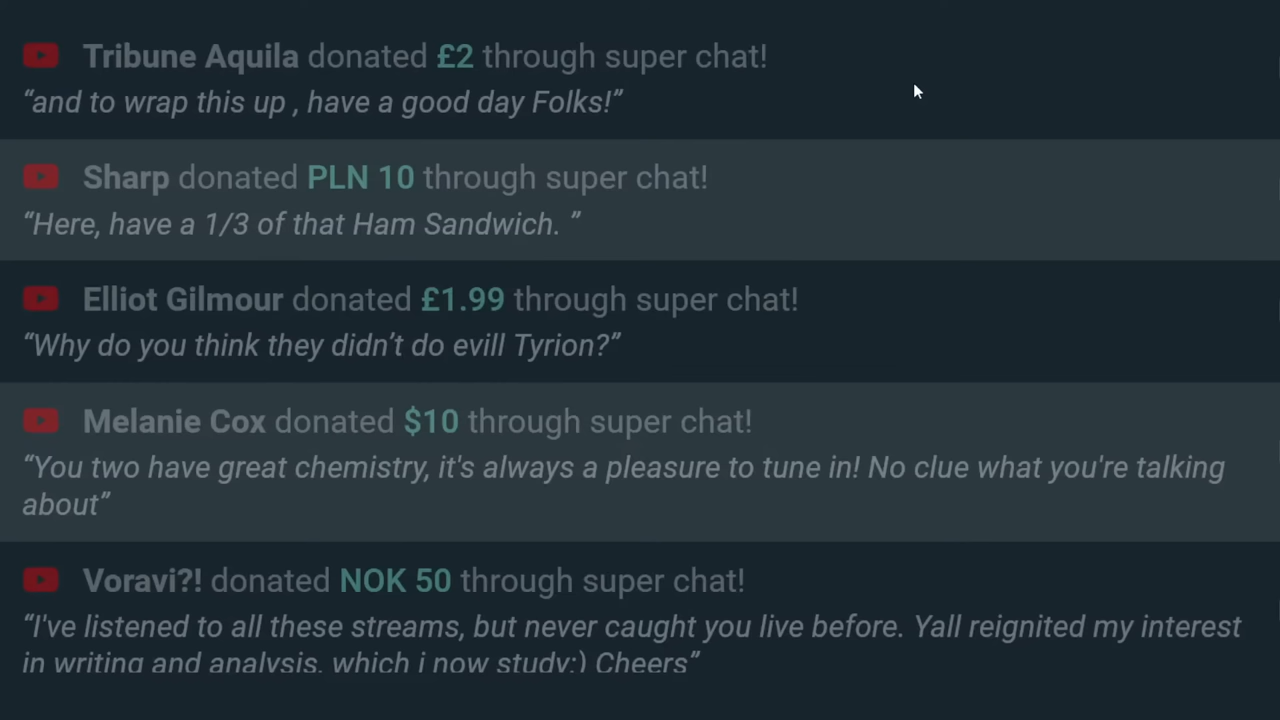 Tribune Aquila donated £2 through super chat!
“and to wrap this up , have a good day Folks!”
Sharp donated PLN 10 through super chat!
“Here, have a 1/3 of that Ham Sandwich. ”
Elliot Gilmour donated £1.99 through super chat!
“Why do you think they didn’t do evill Tyrion?”
Melanie Cox donated $10 through super chat!
“You two have great chemistry, it's always a pleasure to tune in! No clue what you're talking
about”
Voravi?! donated NOK 50 through super chat!
“I've listened to all these streams, but never caught you live before. Yall reignited my interest
in writing and analysis, which i now study:) Cheers”